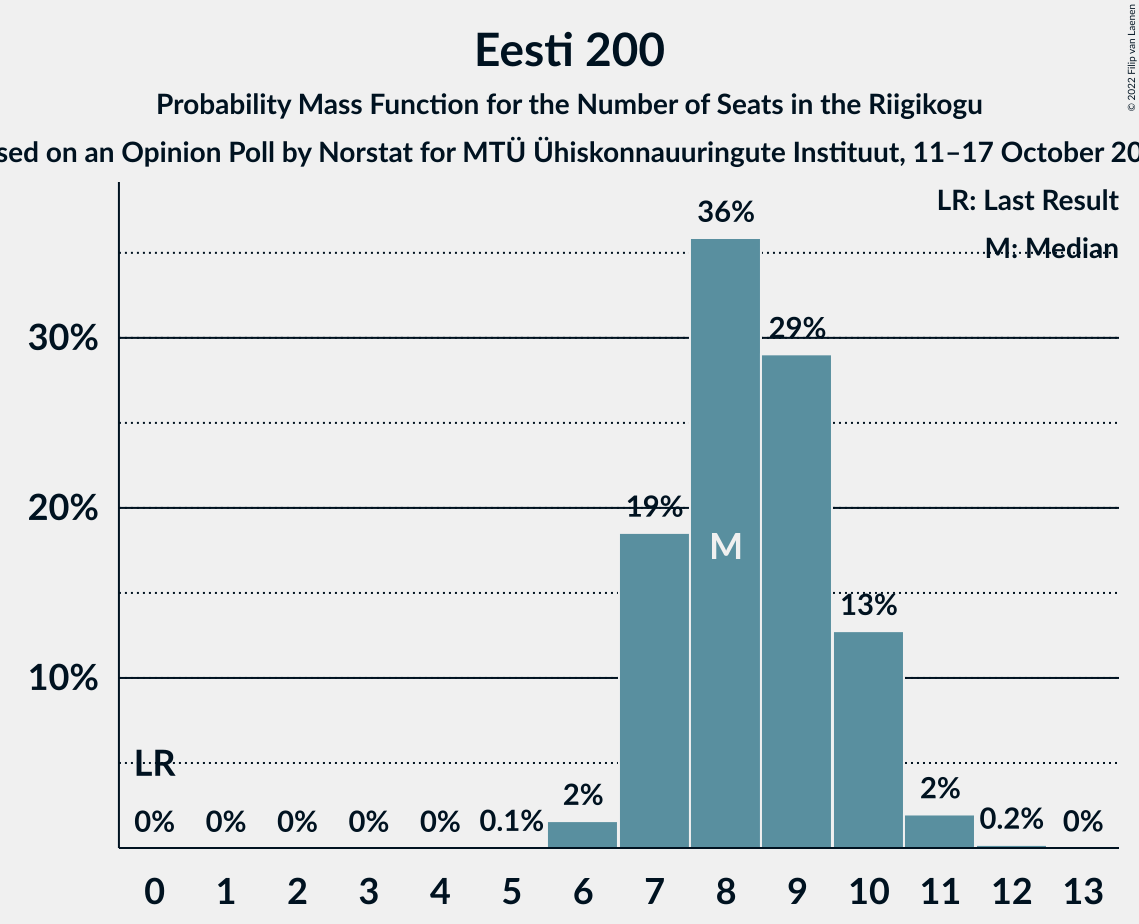 © 2022 Filip van Laenen
Eesti 200
Probability Mass Function for the Number of Seats in the Riigikogu
on an Opinion Poll by Norstat for MTÜ Ühiskonnauuringute Instituut, 11–17 October
LR: Last Result
M: Median
36%
30%
29%
20%
19%
M
13%
10%
LR
2%
2%
0% 0% 0% 0% 0% 0.1% 0.2% 0%
0 1 2 3 4 5 6 7 8 9 10 11 12 13